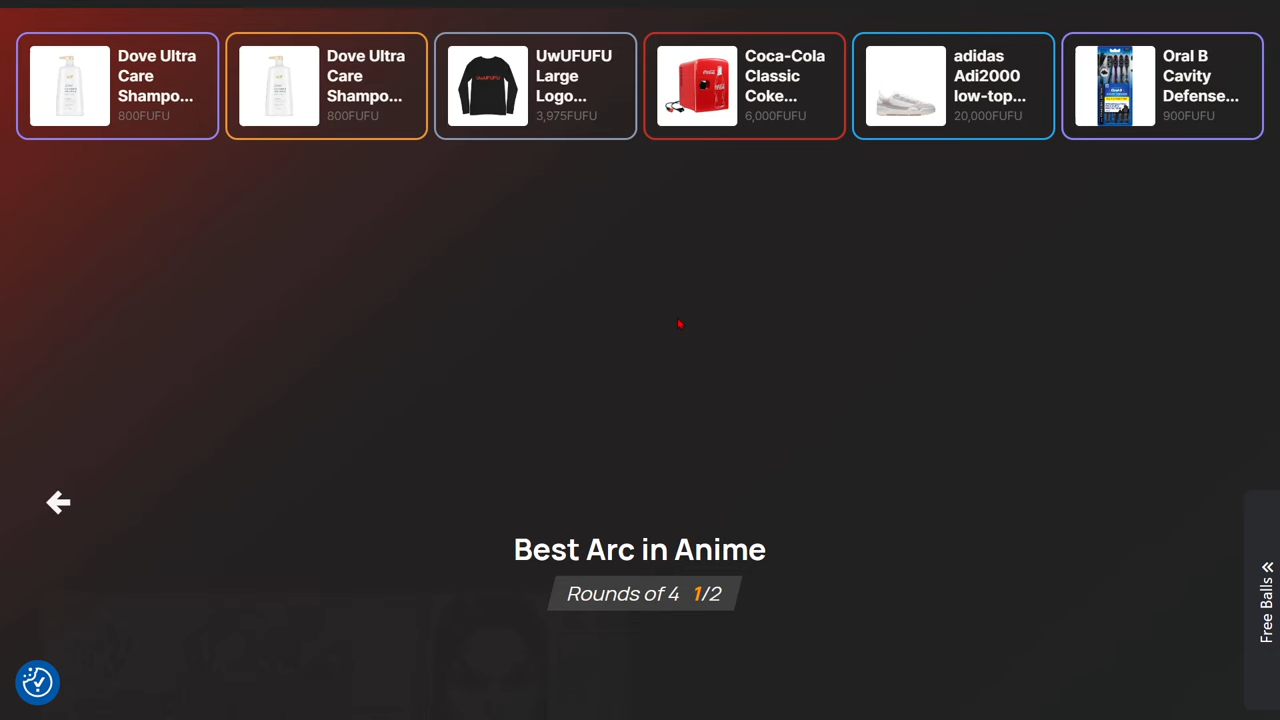 Dove Ultra
Care
Shampo...
800FUFU
Dove Ultra
Care
Shampo...
800FUFU
UwUFUFU
UwUFUFU
Large
Logo...
3,975FUFU
Coca-Cola
Classic
Coke...
6,000FUFU
adidas
Adi2000
low-top...
20,000FUFU
Oral B
Cavity
Defense...
900FUFU
Best Arc in Anime
Rounds of 4 1/2
Free Balls